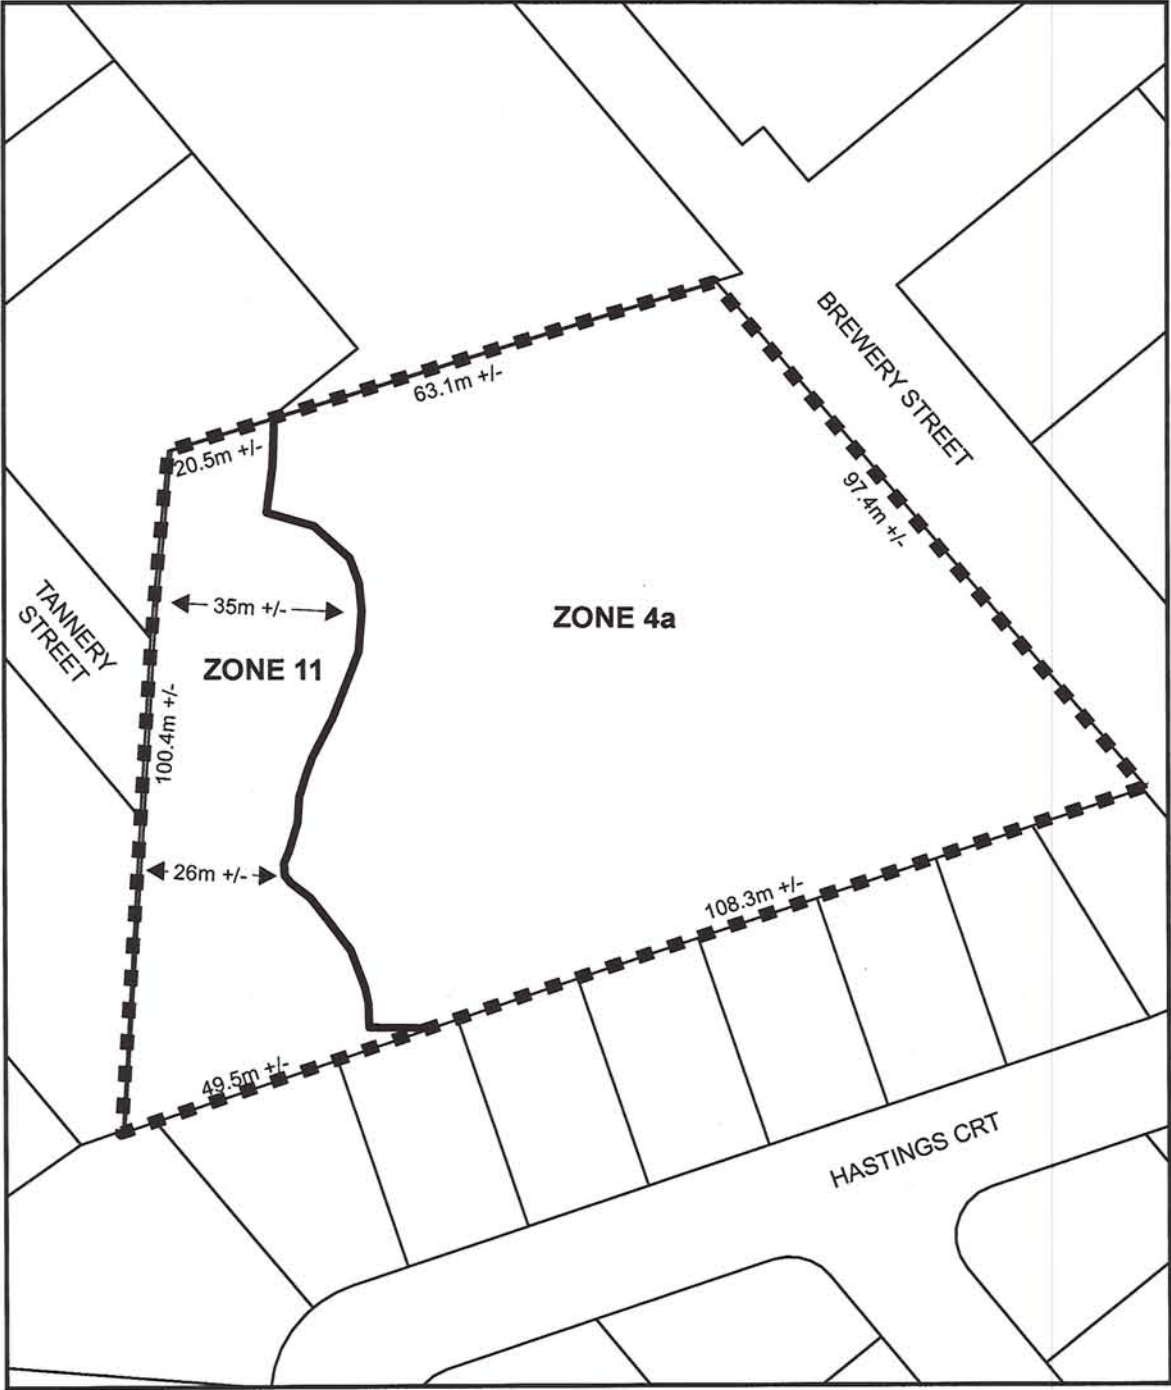 BREWERY STREET
63.1m +/-
20.5m +/-
97.4m +/-
TANNERY
STREET
35m +/-
ZONE 4a
ZONE 11
100.4m +/-
26m +/-
108.3m +/-
49.5m +/-
HASTINGS CRT